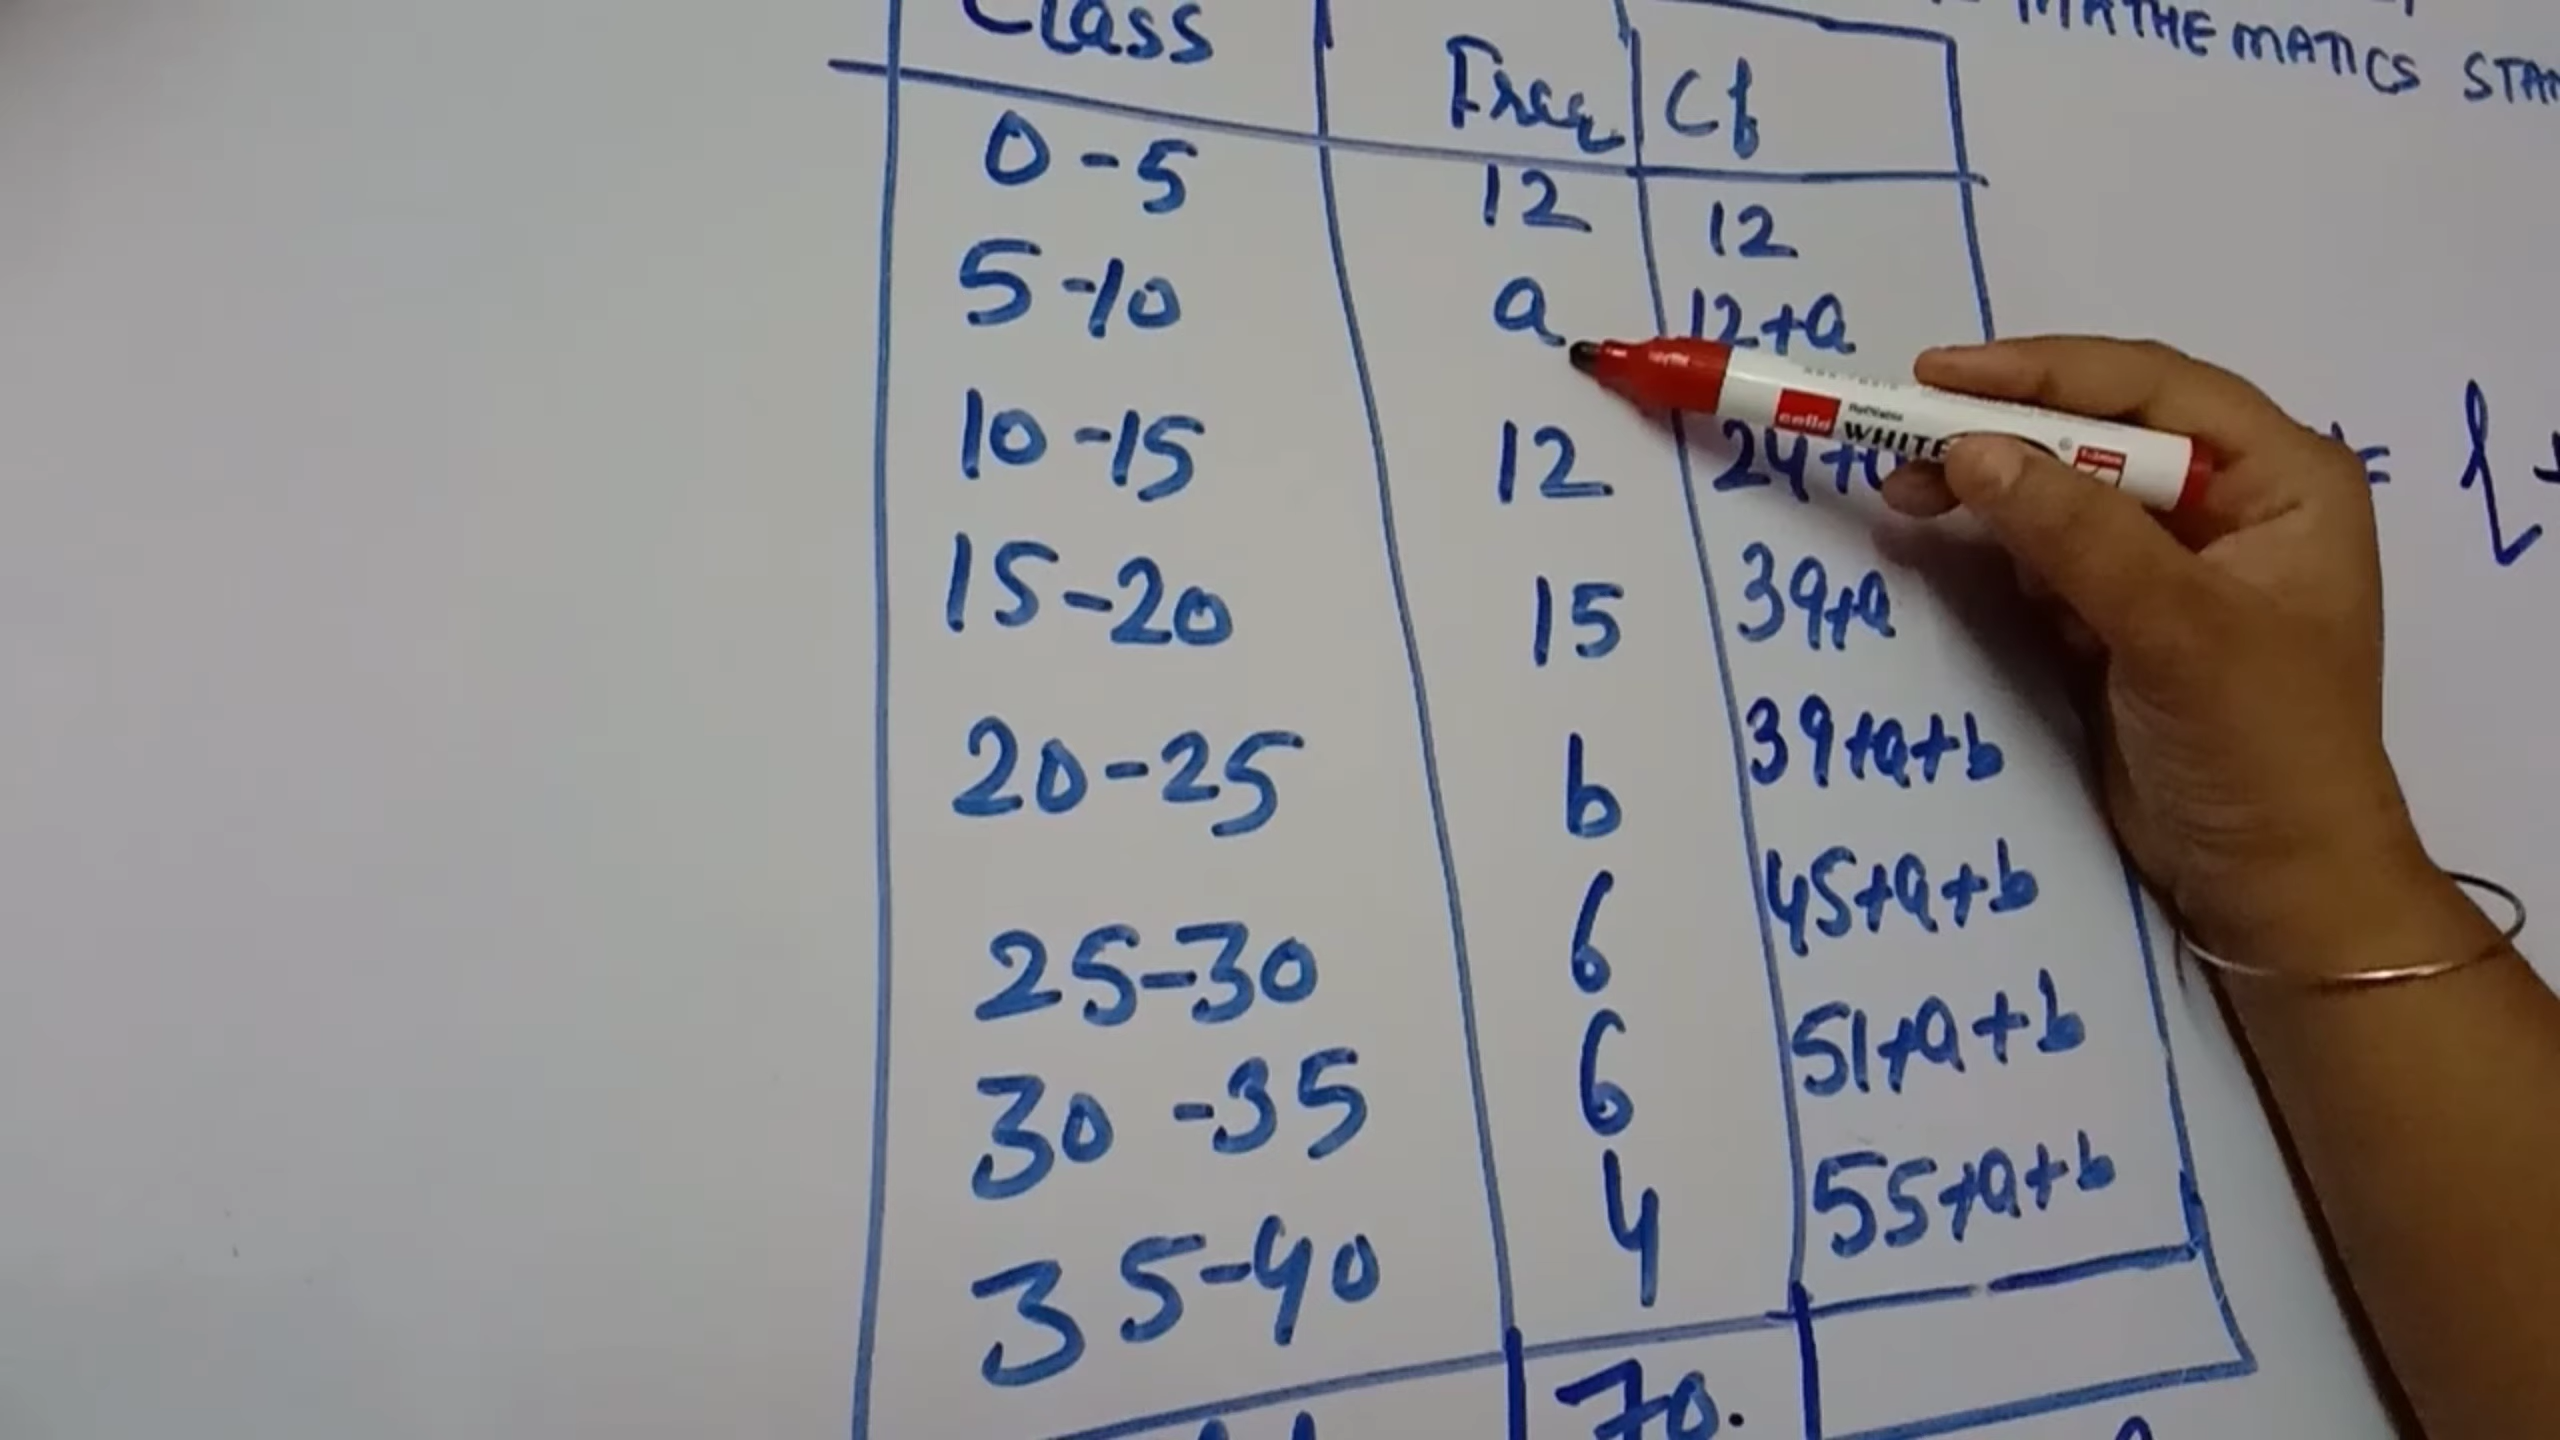 MATHEMATICS
Class Freq Cf
0-5 12 12
5-10 a 12+a
10-15 12 24+
15-20 15 39+a
20-25 b 39+a+b
25-30 6 45+a+b
30-35 6 51+a+b
35-40 4 55+a+b
70.
cello
WHITE
= {